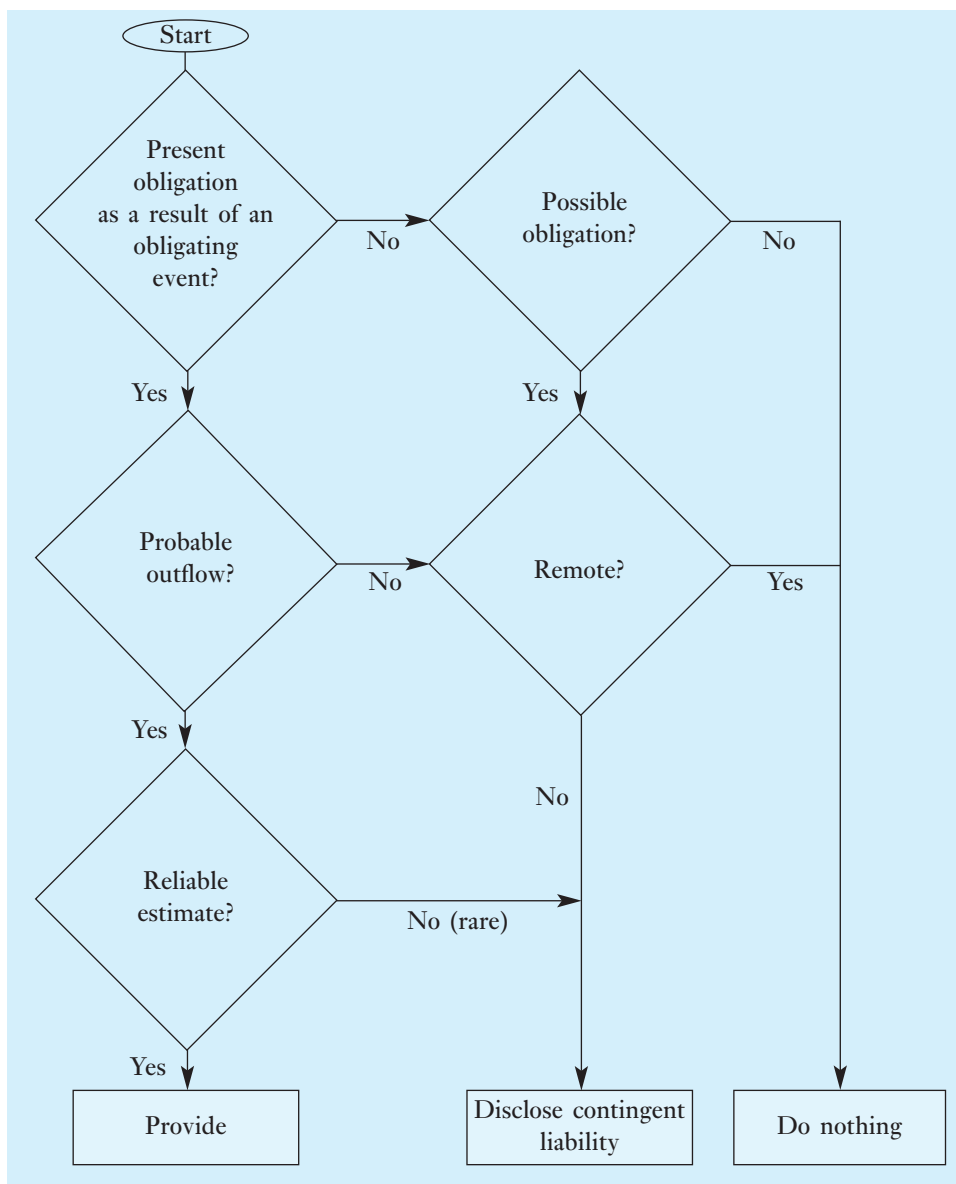 Start
Present
obligation
as a result of an
obligating
event?
No
Possible
obligation?
No
Yes
Yes
Probable
outflow?
No
Remote?
Yes
Yes
No
Reliable
estimate?
No (rare)
Yes
Provide
Disclose contingent
liability
Do nothing